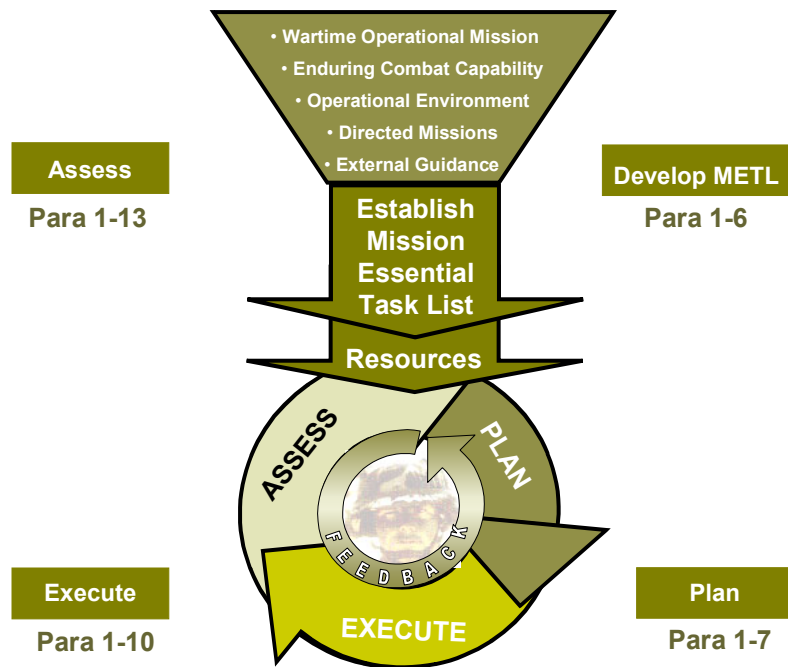 • Wartime Operational Mission
• Enduring Combat Capability
• Operational Environment
• Directed Missions
• External Guidance
Assess
Para 1-13
Develop METL
Para 1-6
Establish
Mission
Essential
Task List
Resources
ASSESS
PLAN
FEEDBACK
EXECUTE
Execute
Para 1-10
Plan
Para 1-7